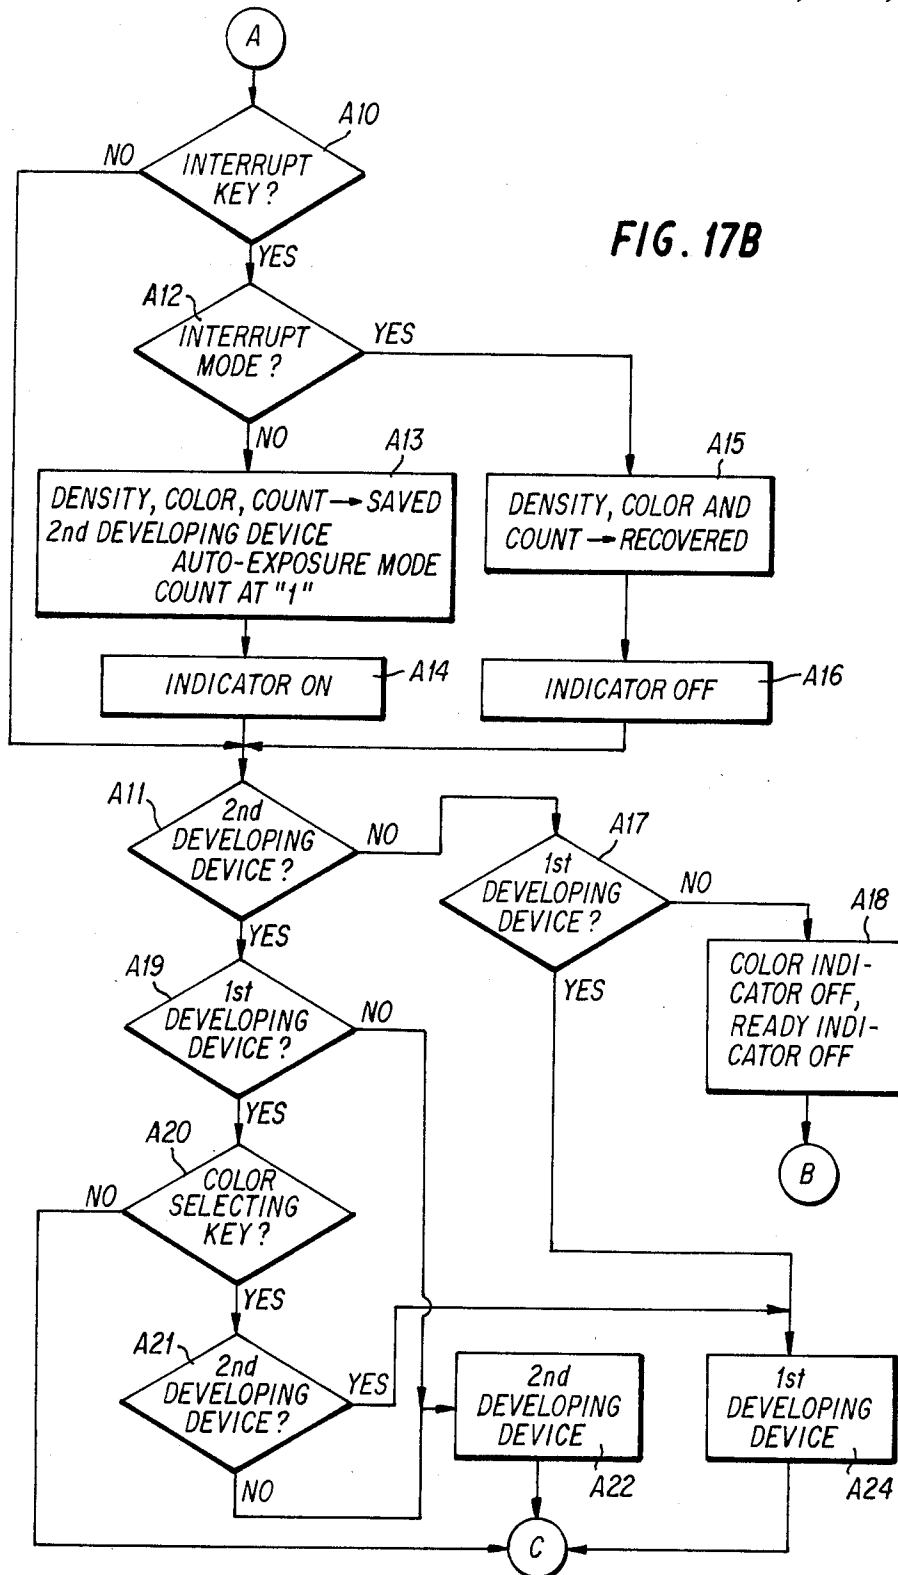 A
A10
NO
INTERRUPT
KEY?
FIG. 17B
YES
A12
INTERRUPT
MODE?
YES
NO
A13
DENSITY, COLOR, COUNT → SAVED
2nd DEVELOPING DEVICE
AUTO-EXPOSURE MODE
COUNT AT "1"
A15
DENSITY, COLOR AND
COUNT → RECOVERED
INDICATOR ON
A14
INDICATOR OFF
A16
A11
2nd
DEVELOPING
DEVICE?
NO
A17
1st
DEVELOPING
DEVICE?
NO
A18
COLOR INDI-
CATOR OFF,
READY INDI-
CATOR OFF
YES
YES
A19
1st
DEVELOPING
DEVICE?
NO
YES
A20
NO
COLOR
SELECTING
KEY?
B
YES
A21
2nd
DEVELOPING
DEVICE?
YES
2nd
DEVELOPING
DEVICE
1st
DEVELOPING
DEVICE
NO
A22
A24
C